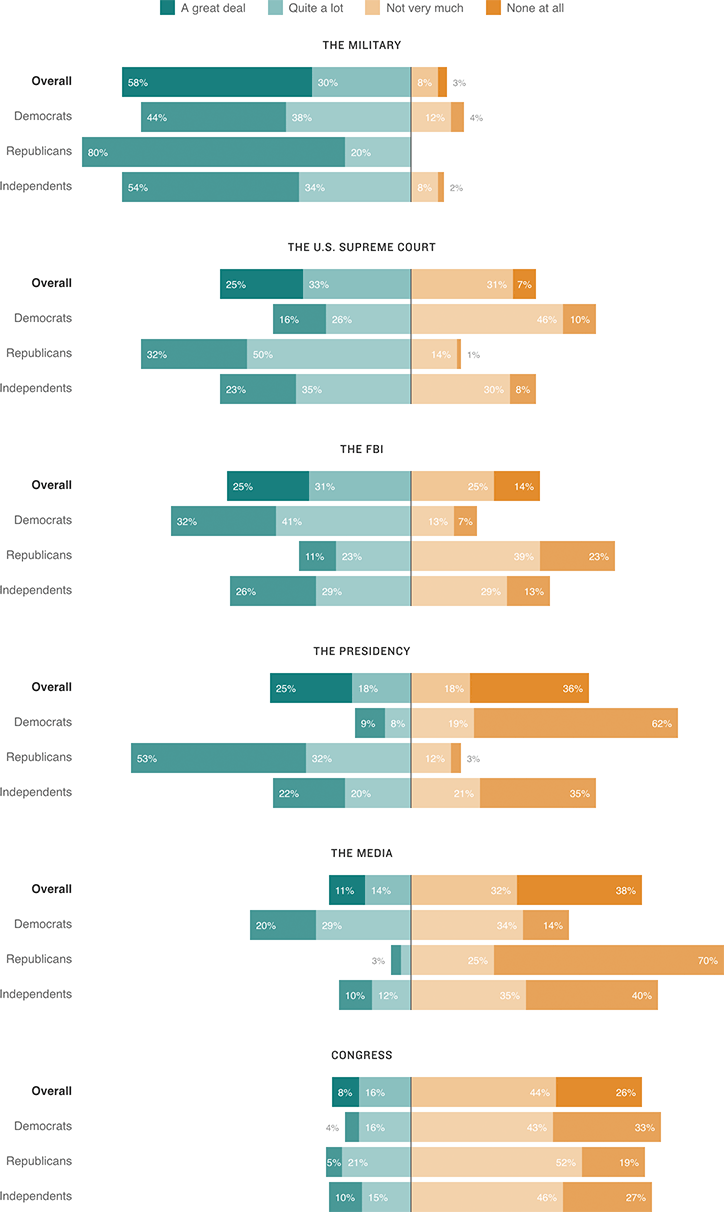 A great deal Quite a lot Not very much None at all
THE MILITARY
Overall 58% 30% 8% 3%
Democrats 44% 38% 12% 4%
Republicans 80% 20%
Independents 54% 34% 8% 2%
THE U.S. SUPREME COURT
Overall 25% 33% 31% 7%
Democrats 16% 26% 46% 10%
Republicans 32% 50% 14% 1%
Independents 23% 35% 30% 8%
THE FBI
Overall 25% 31% 25% 14%
Democrats 32% 41% 13% 7%
Republicans 11% 23% 39% 23%
Independents 26% 29% 29% 13%
THE PRESIDENCY
Overall 25% 18% 18% 36%
Democrats 9% 8% 19% 62%
Republicans 53% 32% 12% 3%
Independents 22% 20% 21% 35%
THE MEDIA
Overall 11% 14% 32% 38%
Democrats 20% 29% 34% 14%
Republicans 3% 25% 70%
Independents 10% 12% 35% 40%
CONGRESS
Overall 8% 16% 44% 26%
Democrats 4% 16% 43% 33%
Republicans 5% 21% 52% 19%
Independents 10% 15% 46% 27%